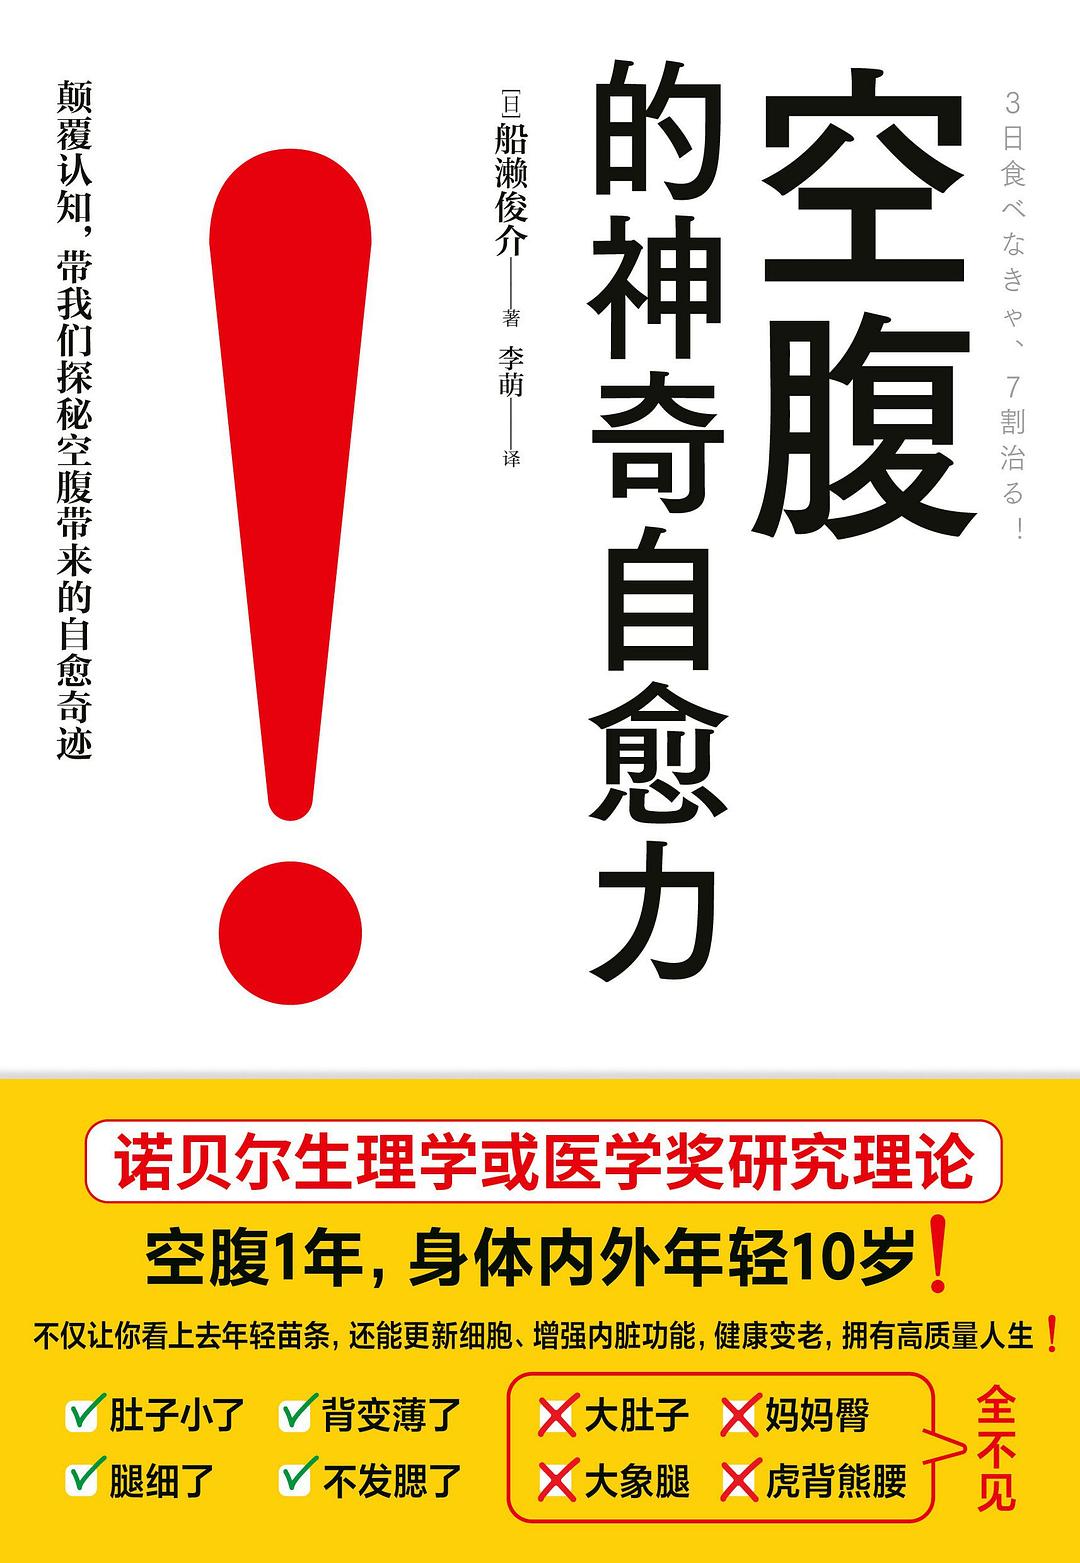 3日食べなきゃ、7割治る！
空腹
的神奇自愈力
[日]船濑俊介——著 李萌——译
!
颠覆认知，带我们探秘空腹带来的自愈奇迹
诺贝尔生理学或医学奖研究理论
空腹1年，身体内外年轻10岁！
不仅让你看上去年轻苗条，还能更新细胞、增强内脏功能，健康变老，拥有高质量人生！
肚子小了 背变薄了 大肚子 妈妈臀
腿细了 不发腮了 大象腿 虎背熊腰
全不见